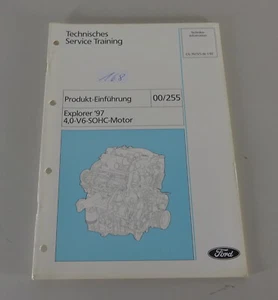 Technisches
Service Training
168
Produkt-Einführung
00/255
Explorer '97
4,0-V6-SOHC-Motor
Ford